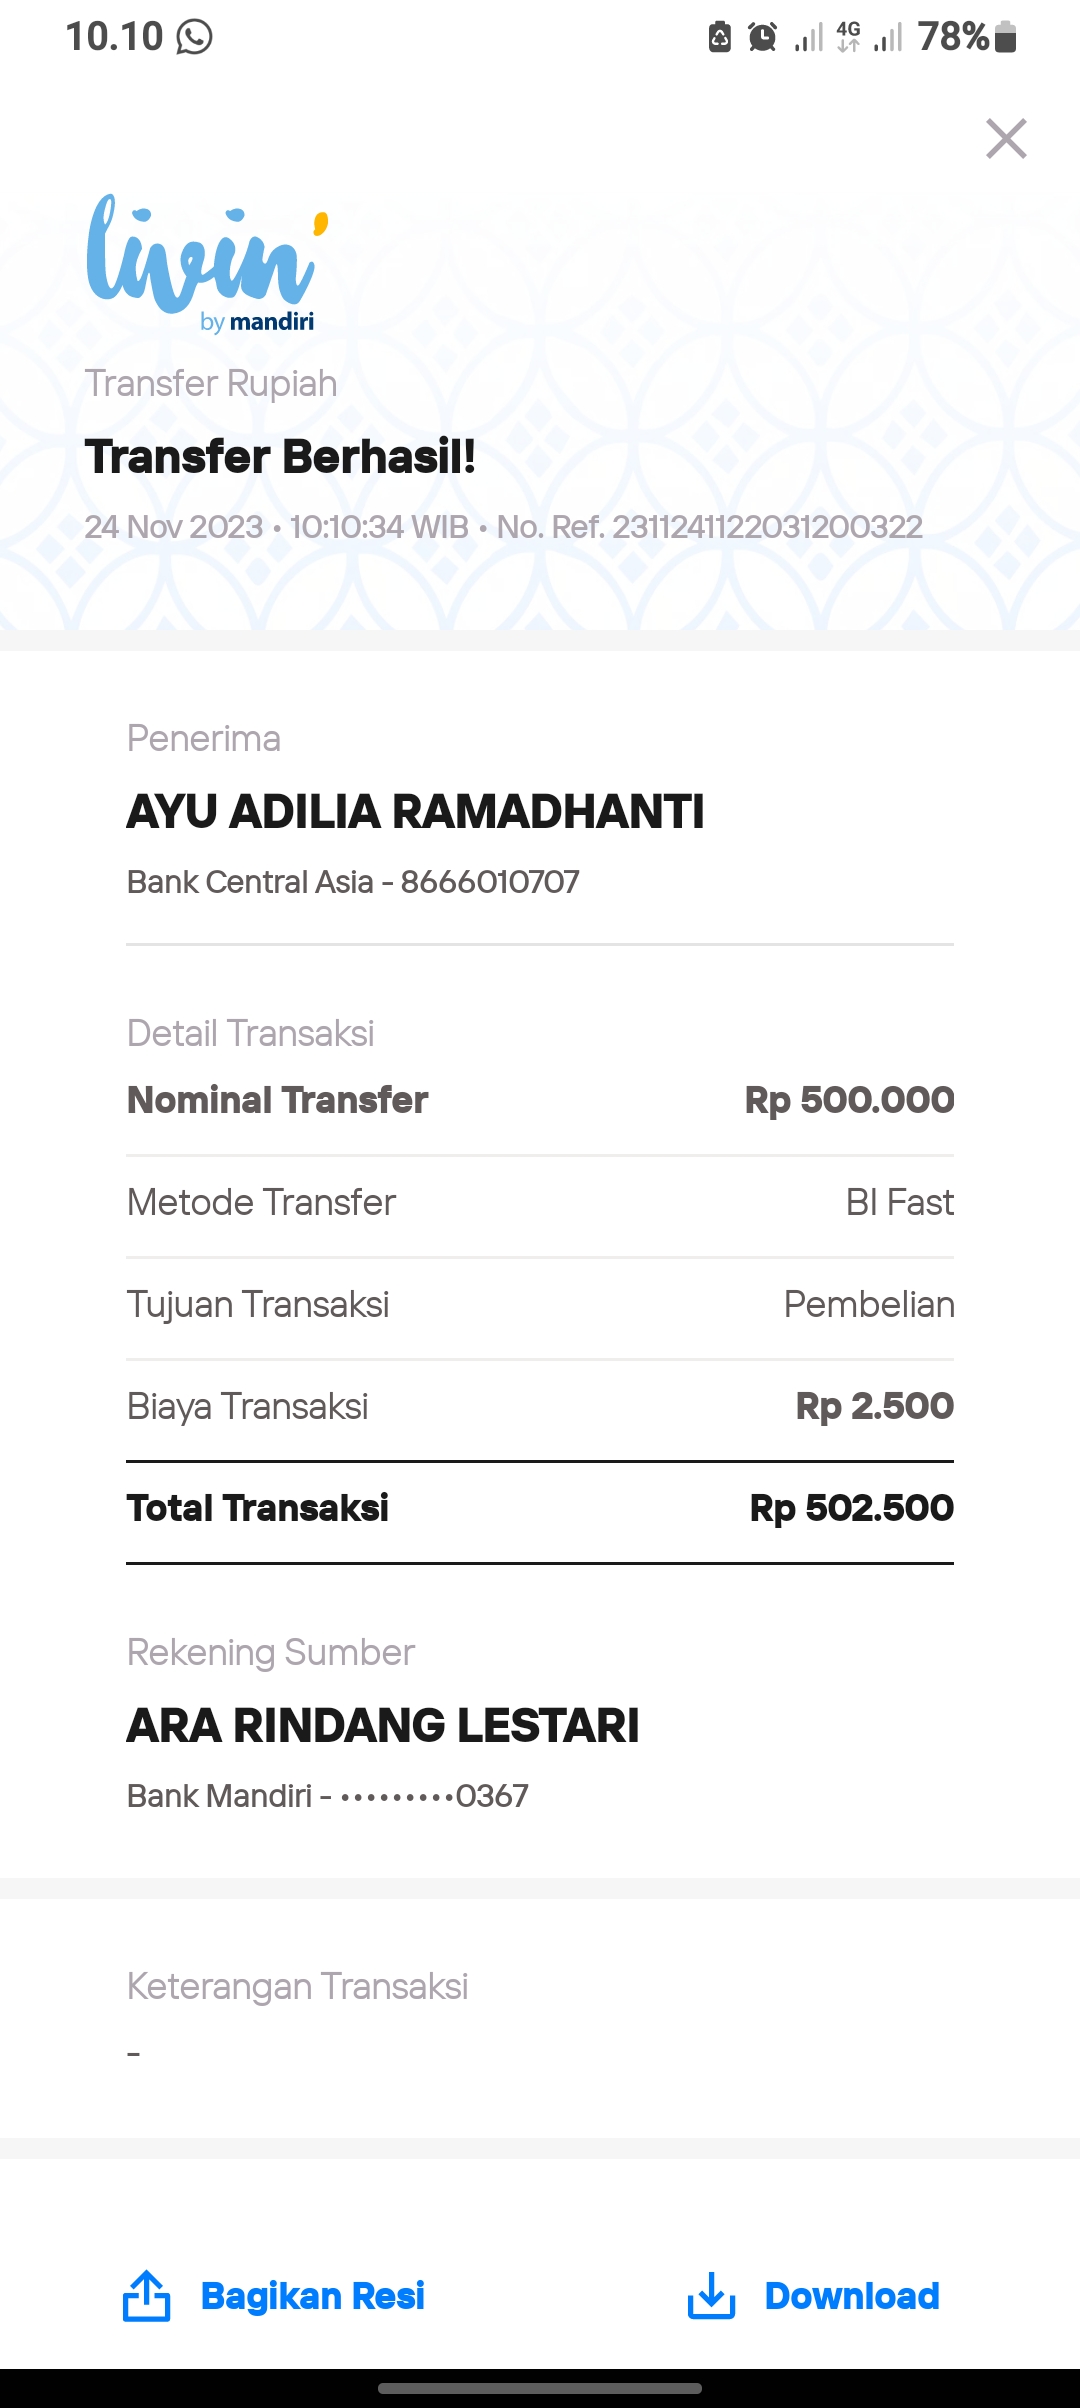 10.10
4G
78%
livin'
by mandiri
Transfer Rupiah
Transfer Berhasil!
24 Nov 2023 • 10:10:34 WIB • No. Ref. 2311241122031200322
Penerima
AYU ADILIA RAMADHANTI
Bank Central Asia - 8666010707
Detail Transaksi
Nominal Transfer Rp 500.000
Metode Transfer BI Fast
Tujuan Transaksi Pembelian
Biaya Transaksi Rp 2.500
Total Transaksi Rp 502.500
Rekening Sumber
ARA RINDANG LESTARI
Bank Mandiri - •••••••••0367
Keterangan Transaksi
-
Bagikan Resi
Download